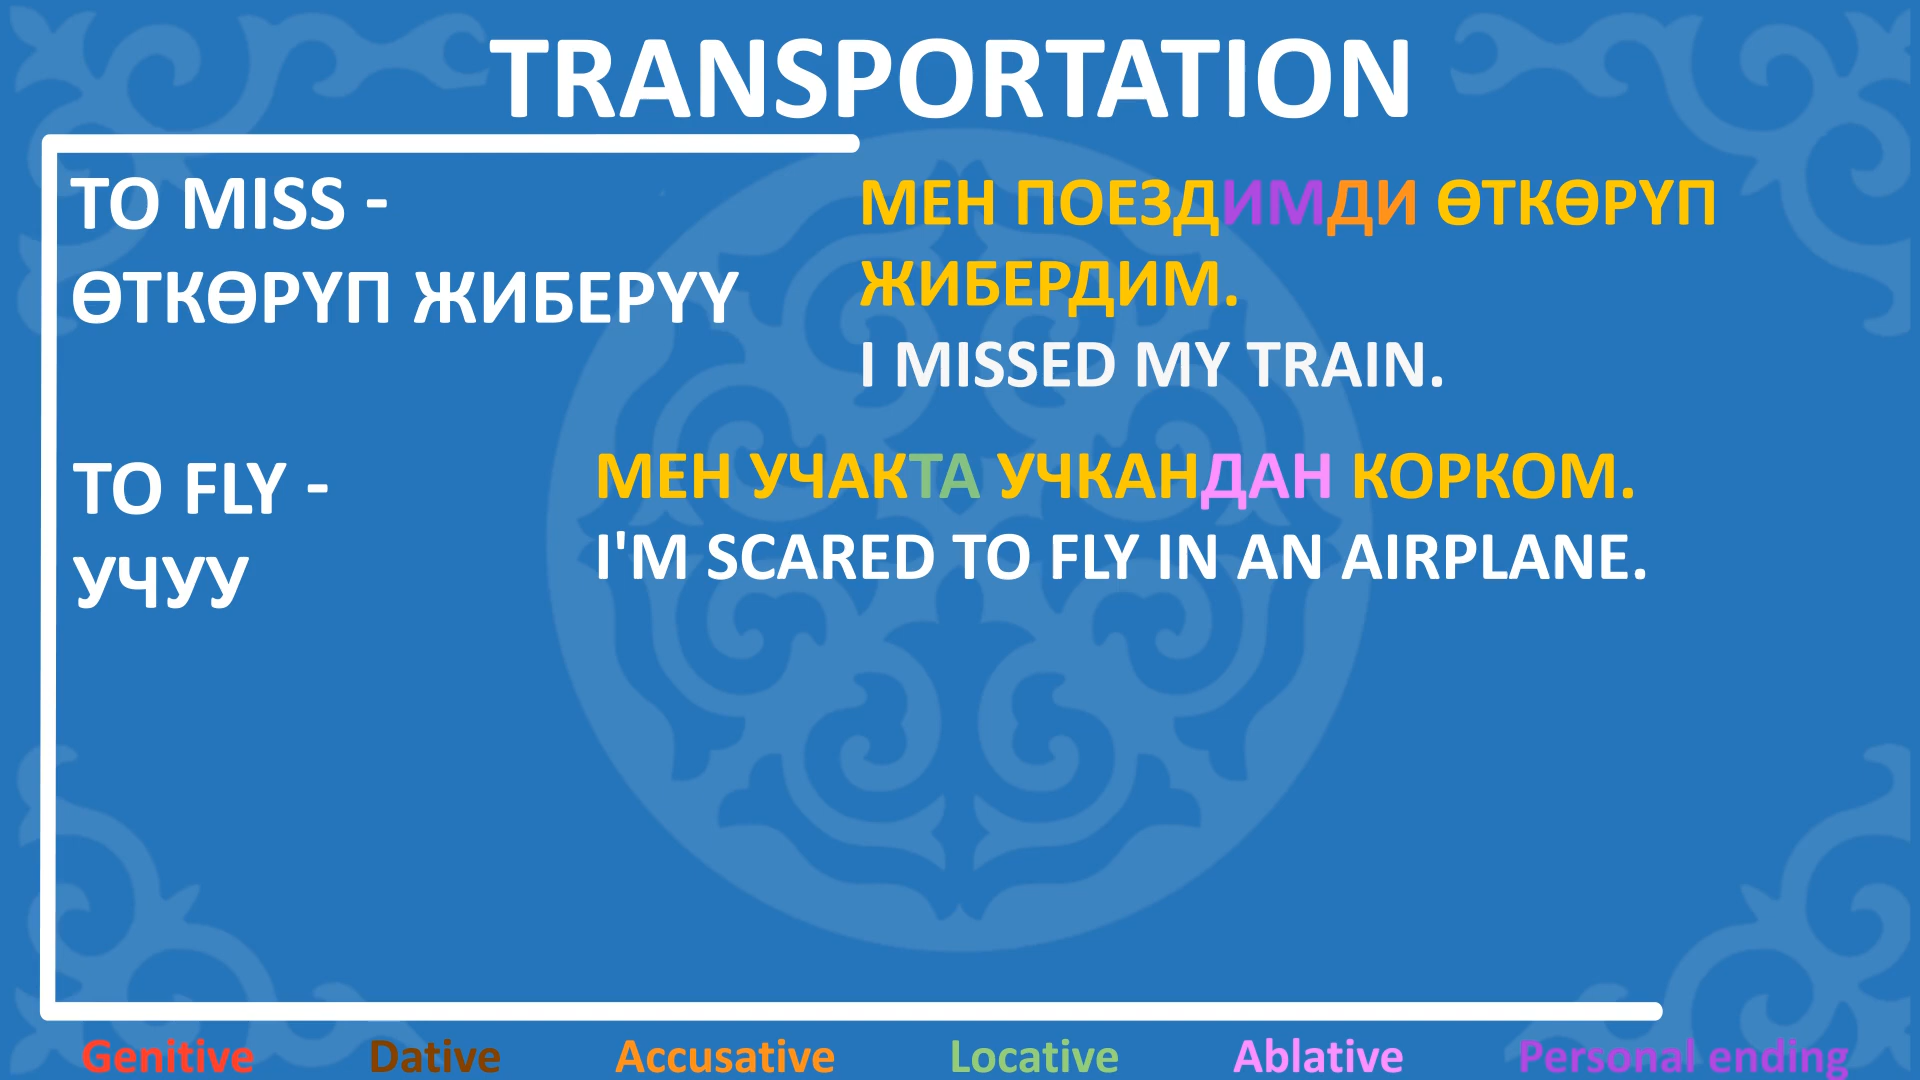 TRANSPORTATION
TO MISS -
ӨТКӨРҮП ЖИБЕРҮҮ
МЕН ПОЕЗДИМДИ ӨТКӨРҮП
ЖИБЕРДИМ.
I MISSED MY TRAIN.
TO FLY -
УЧУУ
МЕН УЧАКТА УЧКАНДАН КОРКОМ.
I'M SCARED TO FLY IN AN AIRPLANE.
Genitive Dative Accusative Locative Ablative Personal ending